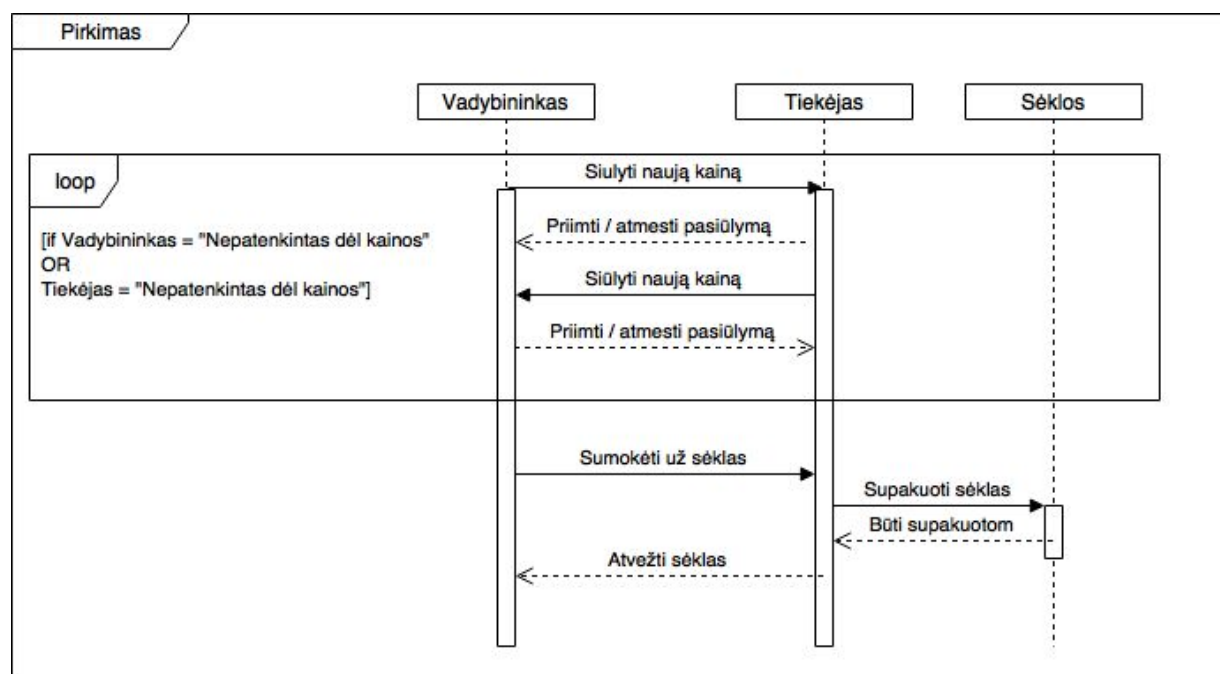 Pirkimas
Vadybininkas
Tiekėjas
Sėklos
loop
Siulyti naują kainą
[if Vadybininkas = "Nepatenkintas dėl kainos"
OR
Tiekėjas = "Nepatenkintas dėl kainos"]
Priimti / atmesti pasiūlymą
Siūlyti naują kainą
Priimti / atmesti pasiūlymą
Sumokėti už sėklas
Supakuoti sėklas
Būti supakuotom
Atvežti sėklas